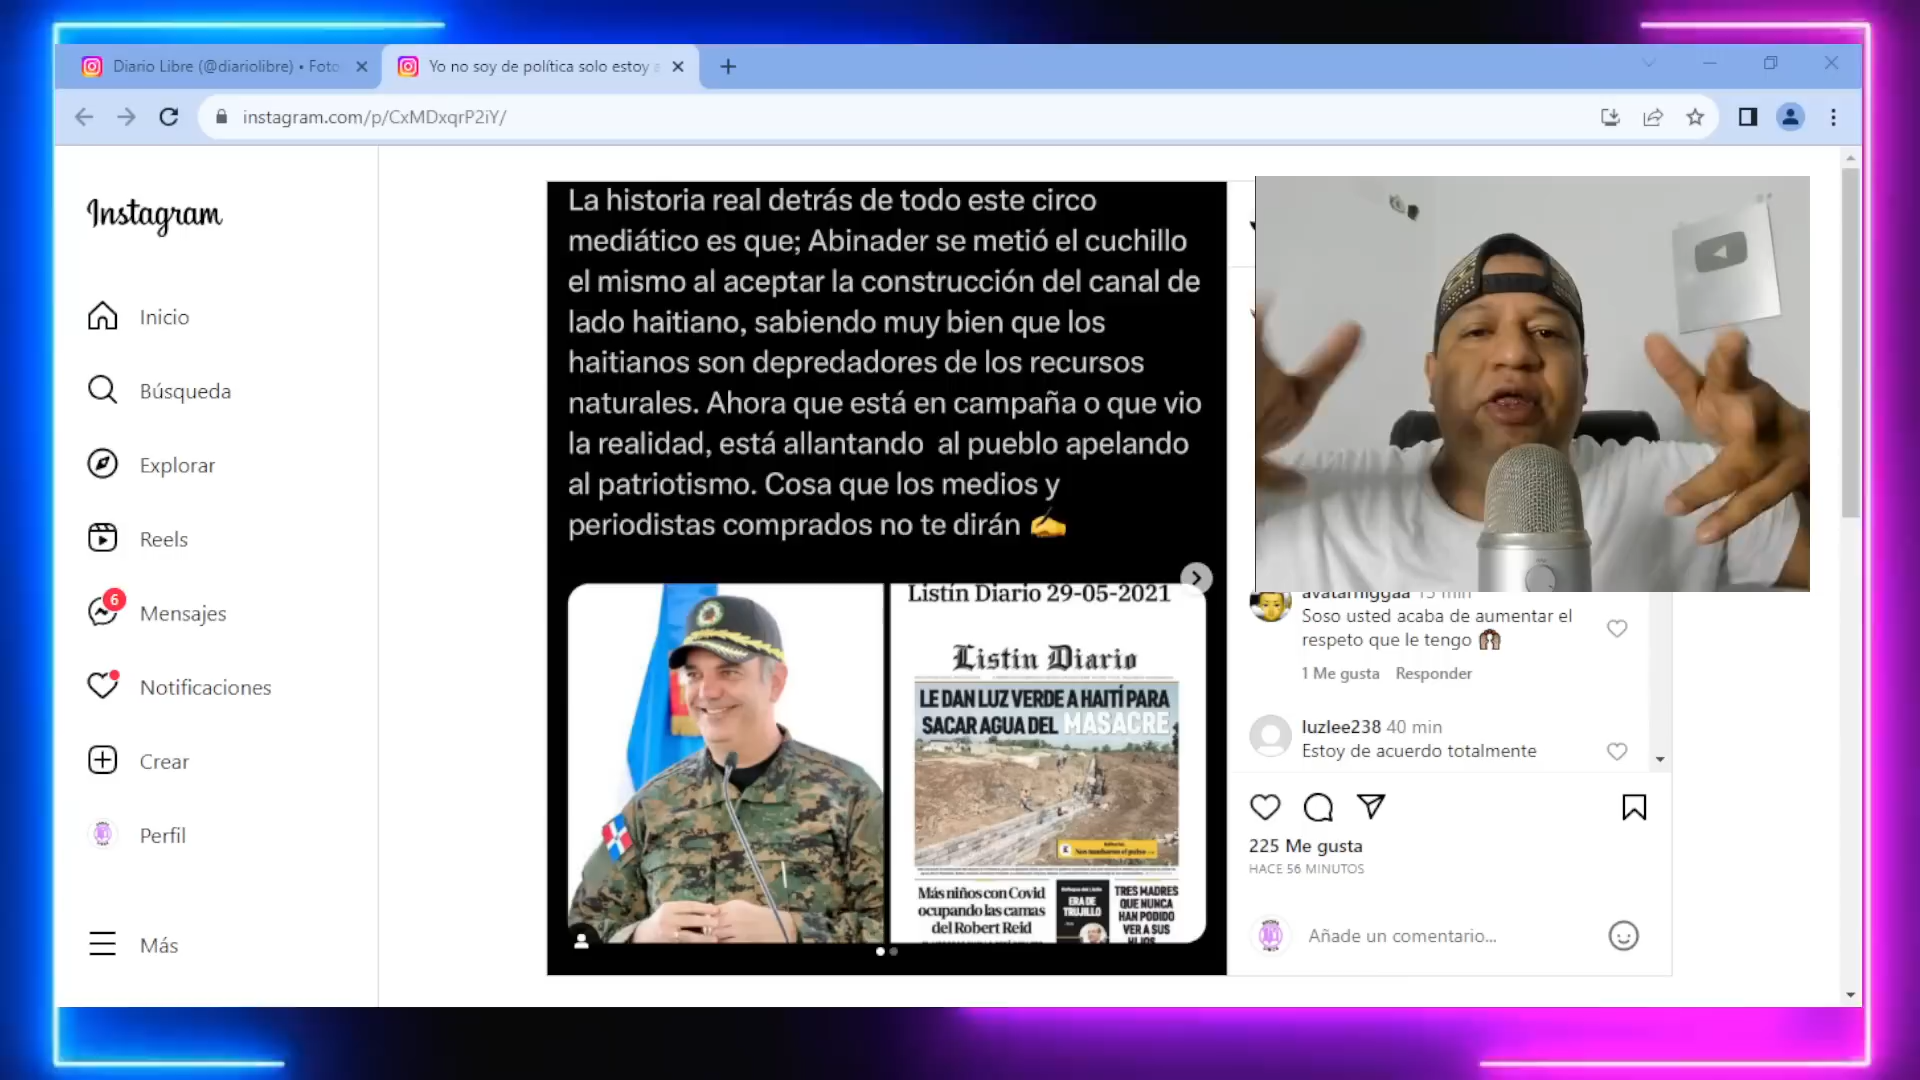 Diario Libre (@diariolibre) • Foto
Yo no soy de política solo estoy a
instagram.com/p/CxMDxqrP2iY/
Instagram
Inicio
Búsqueda
Explorar
Reels
6
Mensajes
Notificaciones
Crear
Perfil
Más
La historia real detrás de todo este circo
mediático es que; Abinader se metió el cuchillo
el mismo al aceptar la construcción del canal de
lado haitiano, sabiendo muy bien que los
haitianos son depredadores de los recursos
naturales. Ahora que está en campaña o que vio
la realidad, está allantando al pueblo apelando
al patriotismo. Cosa que los medios y
periodistas comprados no te dirán ✍️
Listín Diario 29-05-2021
Listin Diario
LE DAN LUZ VERDE A HAITÍ PARA
SACAR AGUA DEL MASACRE
Más niños con Covid
ocupando las camas
del Robert Reid
ERA DE
TRUJILLO
TRES MADRES
QUE NUNCA
HAN PODIDO
VER A SUS
HIJOS
avatarniggaa 15 min
Soso usted acaba de aumentar el
respeto que le tengo 🙌🏾
1 Me gusta Responder
luzlee238 40 min
Estoy de acuerdo totalmente
225 Me gusta
HACE 56 MINUTOS
Añade un comentario...